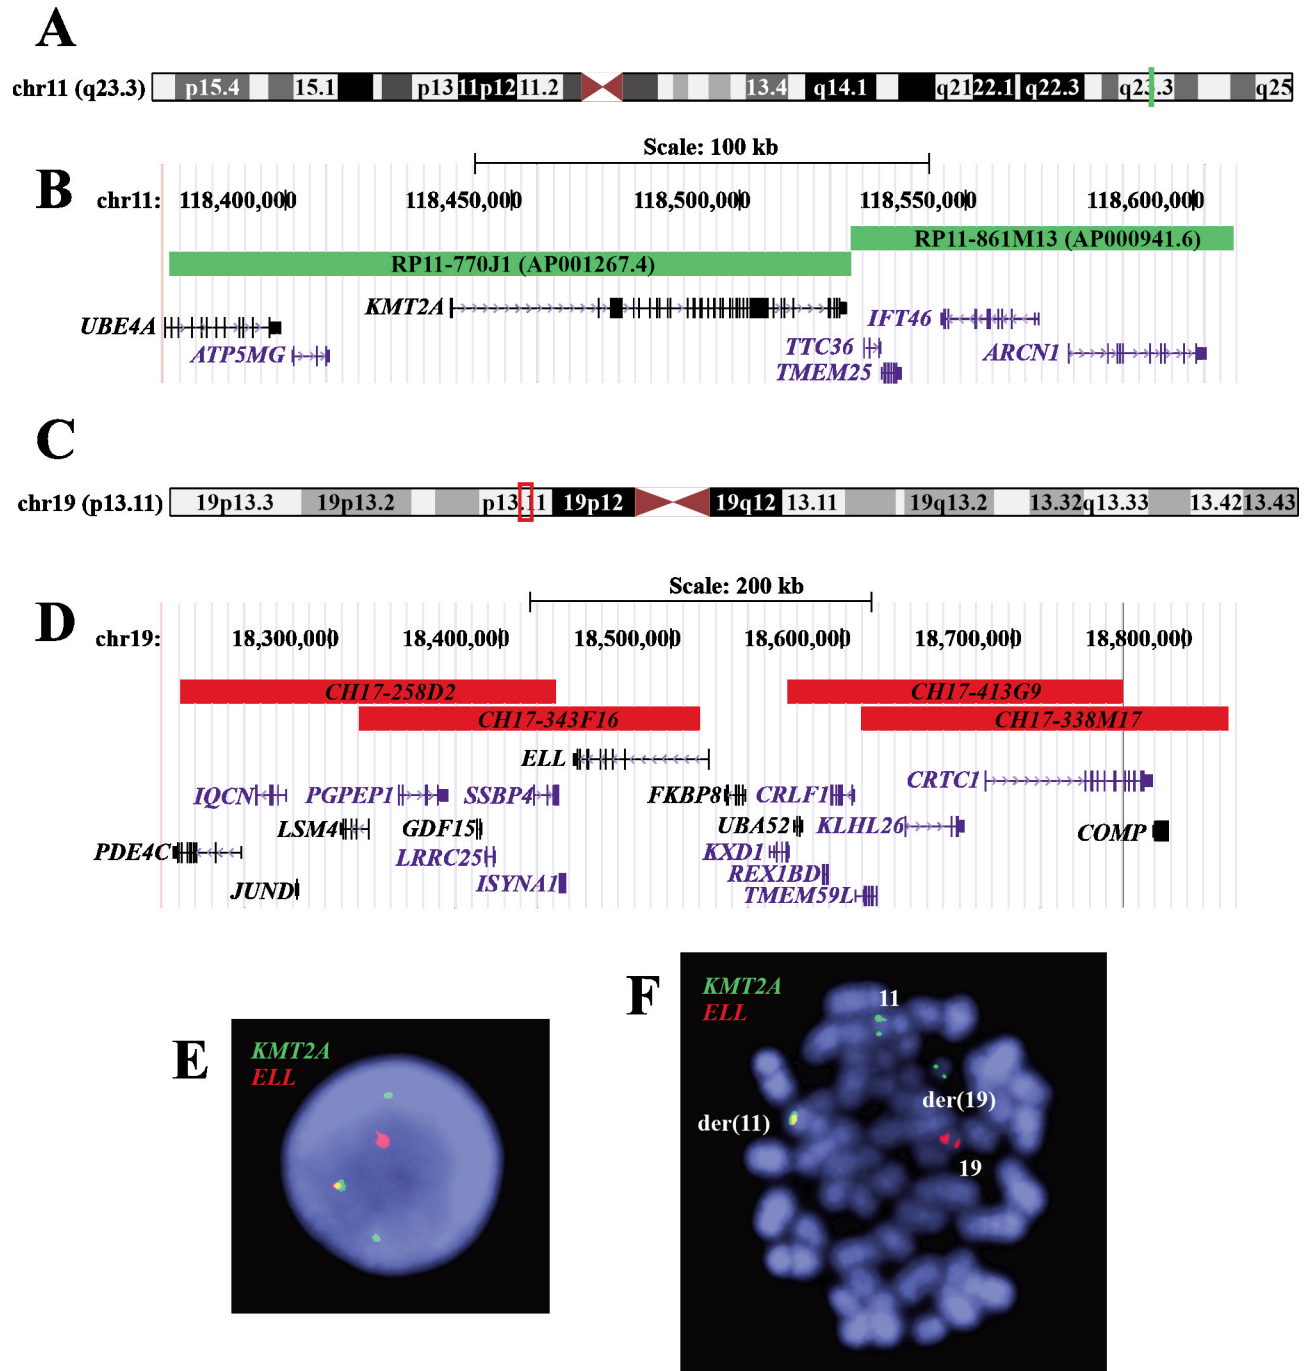 A
chr11 (q23.3) p15.4 15.1 p13 11p12 11.2 13.4 q14.1 q21 22.1 q22.3 q23.3 q25
Scale: 100 kb
B
chr11: 118,400,000 118,450,000 118,500,000 118,550,000 118,600,000
RP11-861M13 (AP000941.6)
RP11-770J1 (AP001267.4)
KMT2A
IFT46
UBE4A
TTC36
ATP5MG
ARCN1
TMEM25
C
chr19 (p13.11) 19p13.3 19p13.2 p13.11 19p12 19q12 13.11 19q13.2 13.32 q13.33 13.42 13.43
Scale: 200 kb
D
chr19: 18,300,000 18,400,000 18,500,000 18,600,000 18,700,000 18,800,000
CH17-258D2 CH17-413G9
CH17-343F16 CH17-338M17
ELL
CRTC1
IQCN PGPEP1 SSBP4 FKBP8 CRLF1
LSM4 GDF15 UBA52 KLHL26 COMP
PDE4C LRRC25 KXD1
REX1BD
JUND ISYNA1 TMEM59L
E
KMT2A
ELL
F
KMT2A
ELL
11
der(19)
der(11)
19